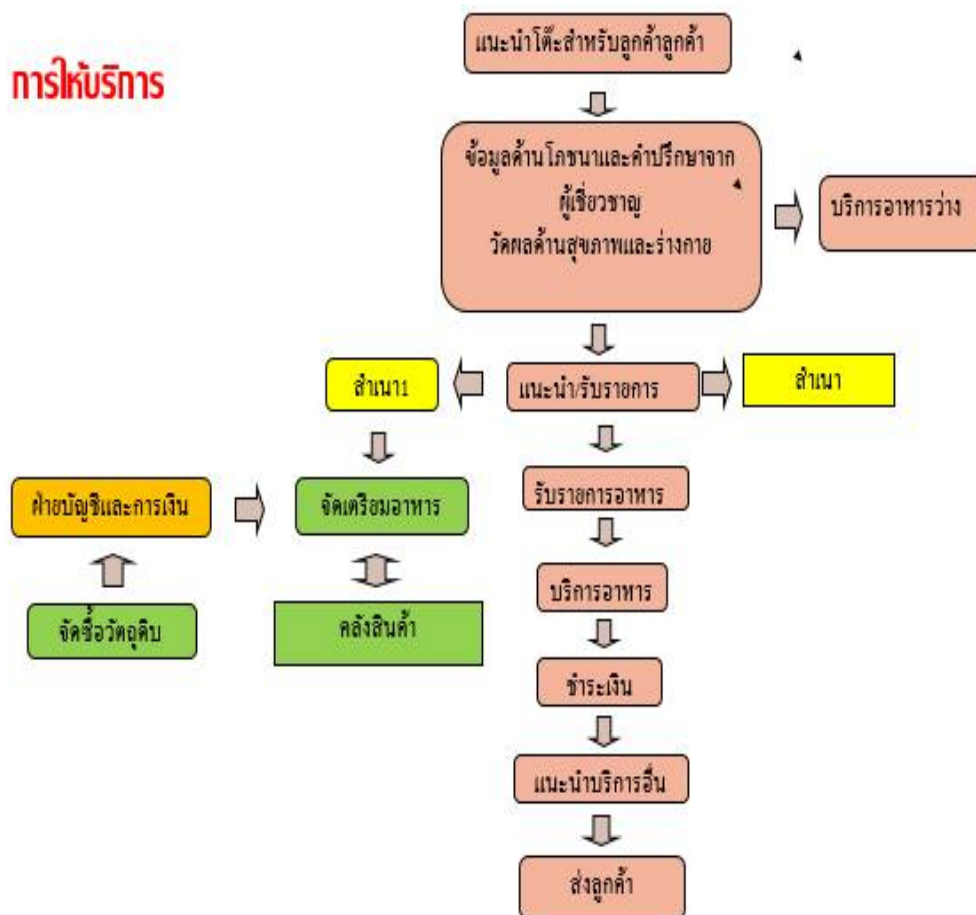 การให้บริการ
แนะนำโต๊ะสำหรับลูกค้าลูกค้า
ข้อมูลด้านโภชนาและคำปรึกษาจาก
ผู้เชี่ยวชาญ
วัดผลด้านสุขภาพและร่างกาย
บริการอาหารว่าง
สำเนา1
แนะนำ/รับรายการ
สำเนา
ฝ่ายบัญชีและการเงิน
จัดเตรียมอาหาร
รับรายการอาหาร
จัดซื้อวัตถุดิบ
คลังสินค้า
บริการอาหาร
ชำระเงิน
แนะนำบริการอื่น
ส่งลูกค้า